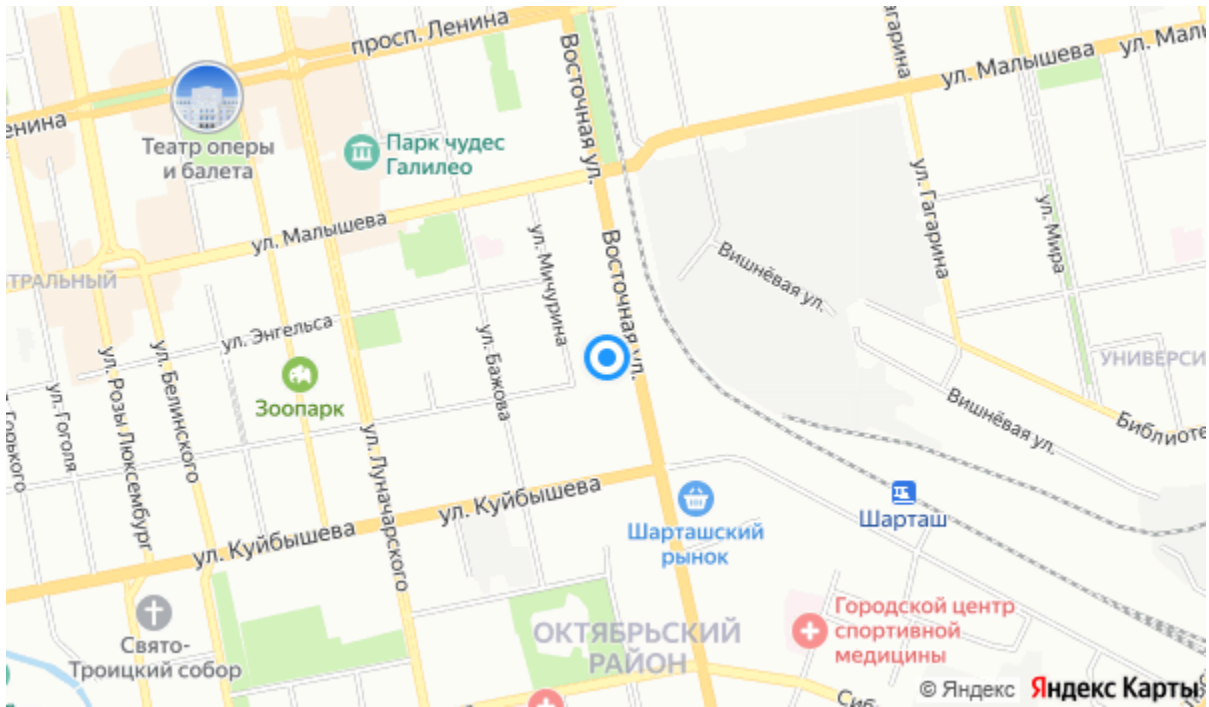 просп. Ленина
Восточная ул.
Гагарина
ул. Малышева
Ленина
Театр оперы
и балета
Парк чудес
Галилео
ул. Гагарина
ул. Мира
ул. Малышева
ул. Мичурина
Восточная ул.
Вишнёвая ул.
ТРАЛЬНЫЙ
ул. Энгельса
ул. Бажова
Зоопарк
ул. Розы Люксембург
ул. Белинского
ул. Гоголя
Горького
УНИВЕРСИ
Вишнёвая ул.
Библиоте
ул. Луначарского
ул. Куйбышева
ул. Куйбышева
Шарташский
рынок
Шарташ
Свято-
Троицкий собор
ОКТЯБРЬСКИЙ
РАЙОН
Городской центр
спортивной
медицины
© Яндекс Яндекс Карты